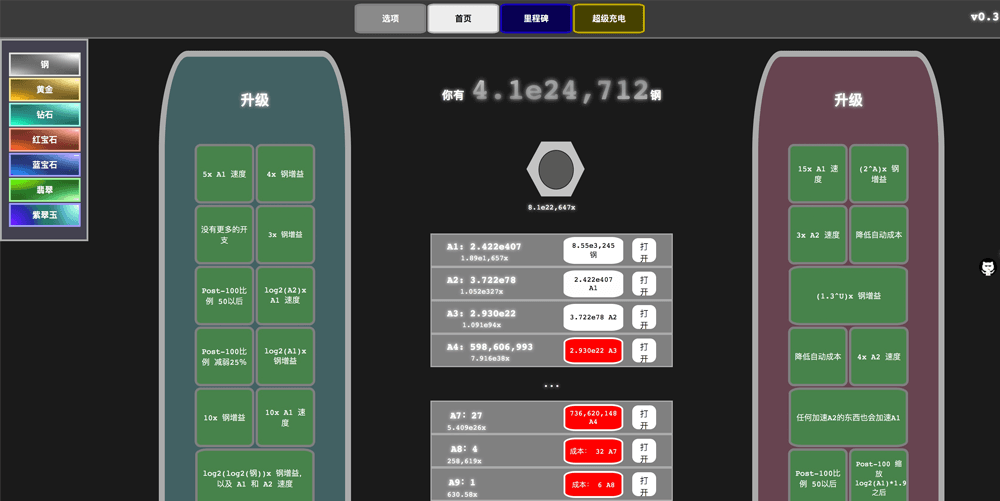 选项
首页
里程碑
超级充电
v0.3
钢
黄金
钻石
红宝石
蓝宝石
翡翠
紫翠玉
升级
5x A1 速度
4x 钢增益
没有更多的开
支
3x 钢增益
Post-100比
例 50以后
log2(A2)x
A1 速度
Post-100比
例 减弱25%
log2(A1)x
钢增益
10x 钢增益
10x A1 速
度
log2(log2(钢))x 钢增益,
以及 A1 和 A2 速度
你有 4.1e24,712钢
8.1e22,647x
A1: 2.422e407
1.89e1,657x
8.55e3,245
钢
打
开
A2: 3.722e78
1.052e327x
2.422e407
A1
打
开
A3: 2.930e22
1.091e94x
3.722e78 A2
打
开
A4: 598,606,993
7.916e38x
2.930e22 A3
打
开
...
A7: 27
5.409e26x
736,620,148
A4
打
开
A8: 4
258,619x
成本: 32 A7
打
开
A9: 1
630.58x
成本: 6 A8
打
开
升级
15x A1 速
度
(2^A)x 钢
增益
3x A2 速度
降低自动成本
(1.3^U)x 钢增益
降低自动成本
4x A2 速度
任何加速A2的东西也会加速A1
Post-100比
例 50以后
Post-100 缩
放
log2(A1)*1.9
之后